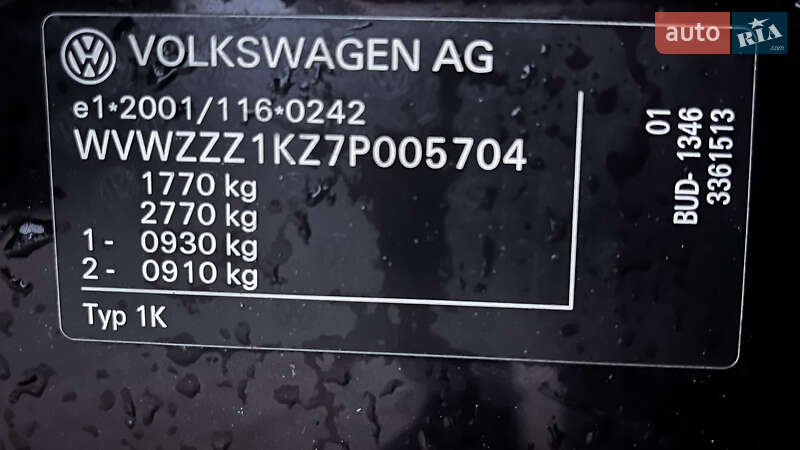 VOLKSWAGEN AG
e1*2001/116*0242
WVWZZZ1KZ7P005704
1770 kg
2770 kg
1 - 0930 kg
2 - 0910 kg
Typ 1K
01
BUD- 1346
3361513
auto RIA.com